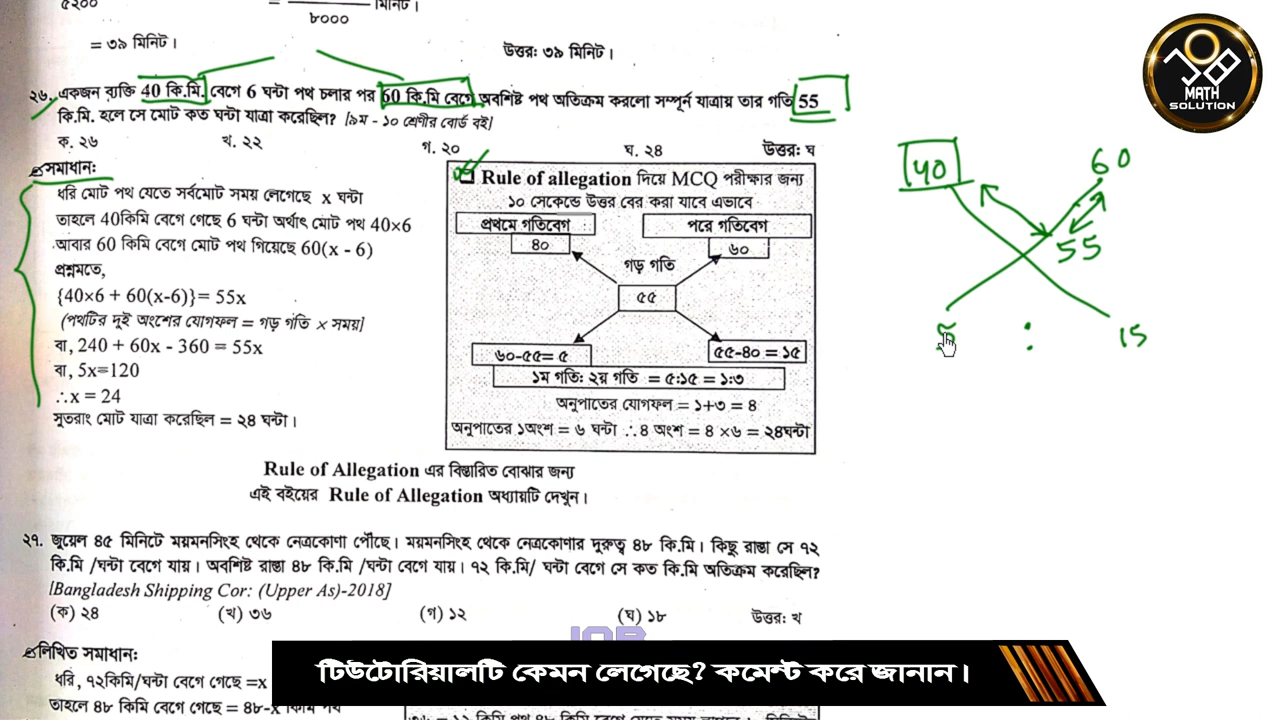 ৫২০০
= মিনিট।
৮০০০
= ৩৯ মিনিট।
উত্তর: ৩৯ মিনিট।
২৬. একজন ব্যক্তি 40 কি.মি. বেগে 6 ঘন্টা পথ চলার পর 60 কি.মি বেগে অবশিষ্ট পথ অতিক্রম করলো সম্পূর্ন যাত্রায় তার গতি 55
কি.মি. হলে সে মোট কত ঘন্টা যাত্রা করেছিল? [৯ম - ১০ শ্রেণীর বোর্ড বই]
ক. ২৬ খ. ২২ গ. ২০ ঘ. ২৪ উত্তর: ঘ
সমাধান:
ধরি মোট পথ যেতে সর্বমোট সময় লেগেছে x ঘন্টা
তাহলে 40কিমি বেগে গেছে 6 ঘন্টা অর্থাৎ মোট পথ 40×6
আবার 60 কিমি বেগে মোট পথ গিয়েছে 60(x - 6)
প্রশ্নমতে,
{40×6 + 60(x-6)}= 55x
(পথটির দুই অংশের যোগফল = গড় গতি × সময়]
বা, 240 + 60x - 360 = 55x
বা, 5x=120
∴x = 24
সুতরাং মোট যাত্রা করেছিল = ২৪ ঘন্টা।
Rule of allegation দিয়ে MCQ পরীক্ষার জন্য
১০ সেকেন্ডে উত্তর বের করা যাবে এভাবে
প্রথমে গতিবেগ পরে গতিবেগ
৪০ ৬০
গড় গতি
৫৫
৬০-৫৫= ৫ ৫৫-৪০ = ১৫
১ম গতি: ২য় গতি = ৫:১৫ = ১:৩
অনুপাতের যোগফল = ১+৩ = 8
অনুপাতের ১অংশ = ৬ ঘন্টা ∴৪ অংশ = ৪ ×৬ = ২৪ঘন্টা
Rule of Allegation এর বিস্তারিত বোঝার জন্য
এই বইয়ের Rule of Allegation অধ্যায়টি দেখুন।
২৭. জুয়েল ৪৫ মিনিটে ময়মনসিংহ থেকে নেত্রকোণা পৌঁছে। ময়মনসিংহ থেকে নেত্রকোণার দুরুত্ব ৪৮ কি.মি। কিছু রাস্তা সে ৭২
কি.মি /ঘন্টা বেগে যায়। অবশিষ্ট রাস্তা ৪৮ কি.মি /ঘন্টা বেগে যায়। ৭২ কি.মি/ ঘন্টা বেগে সে কত কি.মি অতিক্রম করেছিল?
[Bangladesh Shipping Cor: (Upper As)-2018]
(ক) ২৪ (খ) ৩৬ (গ) ১২ (ঘ) ১৮ উত্তর: খ
লিখিত সমাধান:
ধরি, ৭২কিমি/ঘন্টা বেগে গেছে =x
তাহলে ৪৮ কিমি বেগে গেছে = ৪৮-x কিমি পথ
40 60
55
5 : 15
MATH
SOLUTION
JOB
টিউটোরিয়ালটি কেমন লেগেছে? কমেন্ট করে জানান।